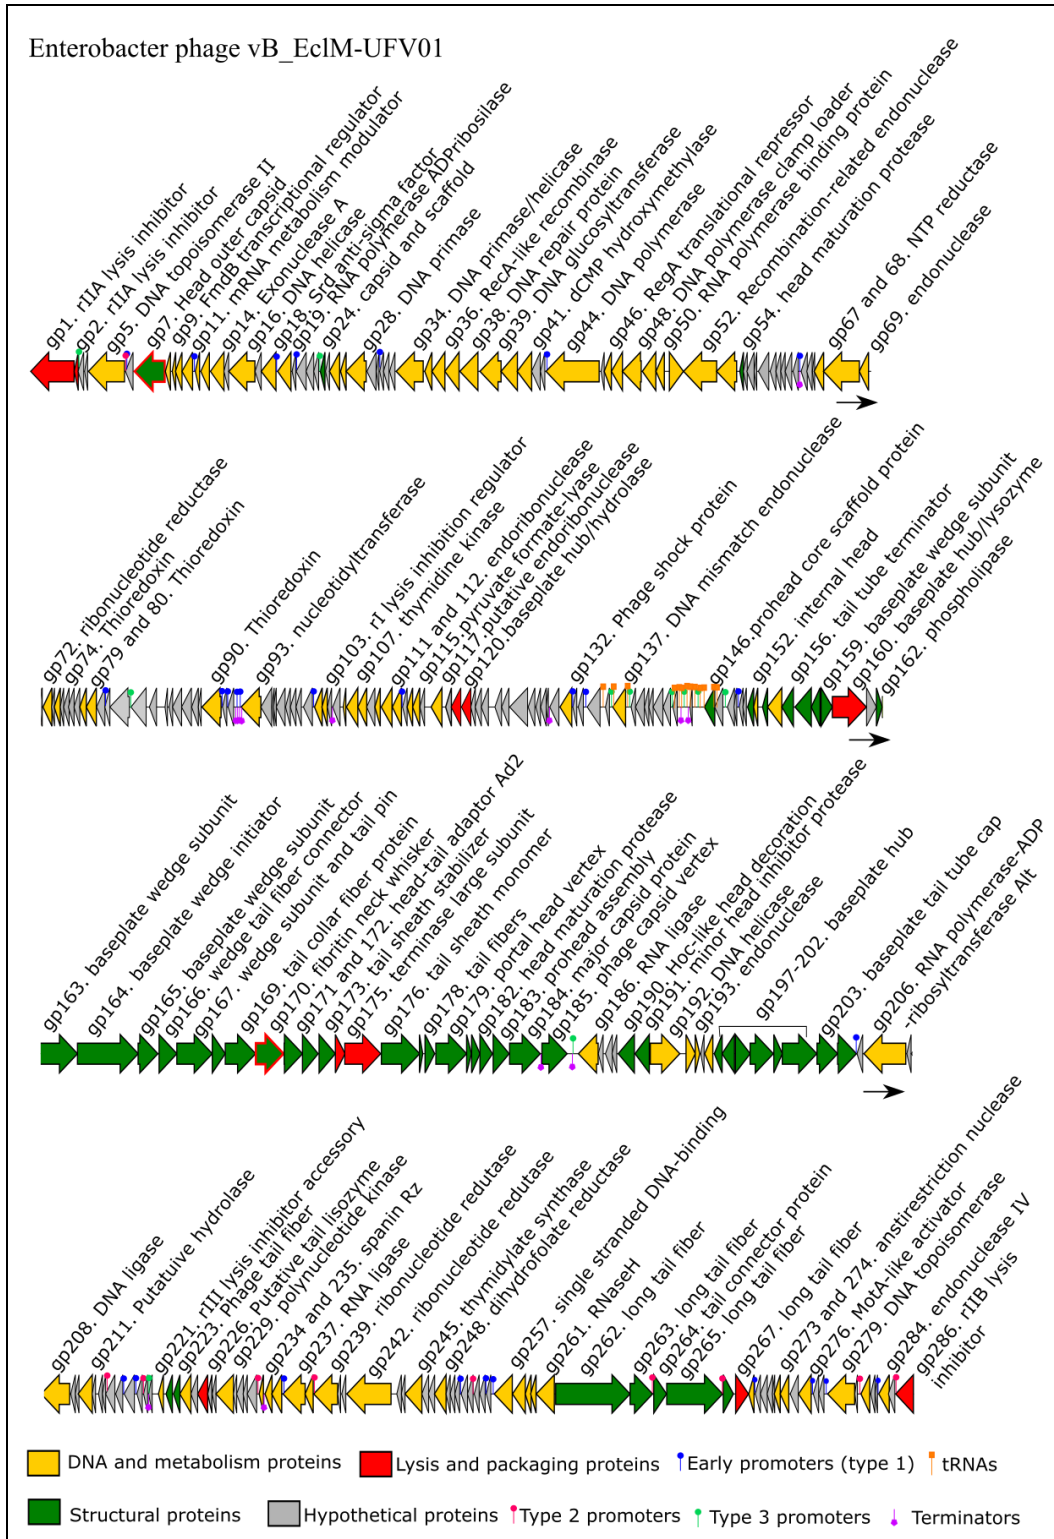 Enterobacter phage vB_EclM-UFV01
gp1. rIIA lysis inhibitor
gp2. rIIA lysis inhibitor
gp5. DNA topoisomerase II
gp7. Head outer capsid
gp9. FmdB transcriptional regulator
gp11. mRNA metabolism modulator
gp14. Exonuclease A
gp16. DNA helicase
gp18. Srd anti-sigma factor
gp19. RNA polymerase ADPribosilase
gp24. capsid and scaffold
gp28. DNA primase
gp34. DNA primase/helicase
gp36. RecA-like recombinase
gp38. DNA repair protein
gp39. DNA glucosyltransferase
gp41. dCMP hydroxymethylase
gp44. DNA polymerase
gp46. RegA translational repressor
gp48. DNA polymerase clamp loader
gp50. RNA polymerase binding protein
gp52. Recombination-related endonuclease
gp54. head maturation protease
gp67 and 68. NTP reductase
gp69. endonuclease
gp72. ribonucleotide reductase
gp74. Thioredoxin
gp79 and 80. Thioredoxin
gp90. Thioredoxin
gp93. nucleotidyltransferase
gp103. rI lysis inhibition regulator
gp107. thymidine kinase
gp111 and 112. endoribonuclease
gp115.pyruvate formate-lyase
gp117.putative endoribonuclease
gp120.baseplate hub/hydrolase
gp132. Phage shock protein
gp137. DNA mismatch endonuclease
gp146.prohead core scaffold protein
gp152. internal head
gp156. tail tube terminator
gp159. baseplate wedge subunit
gp160. baseplate hub/lysozyme
gp162. phospholipase
gp163. baseplate wedge subunit
gp164. baseplate wedge initiator
gp165. baseplate wedge subunit
gp166. wedge tail fiber connector
gp167. wedge subunit and tail pin
gp169. tail collar fiber protein
gp170. fibritin neck whisker
gp171 and 172. head-tail adaptor Ad2
gp173. tail sheath stabilizer
gp175. terminase large subunit
gp176. tail sheath monomer
gp178. tail fibers
gp179. portal head vertex
gp182. head maturation protease
gp183. prohead assembly
gp184. major capsid protein
gp185. phage capsid vertex
gp186. RNA ligase
gp190. Hoc-like head decoration
gp191. minor head inhibitor protease
gp192. DNA helicase
gp193. endonuclease
gp197-202. baseplate hub
gp203. baseplate tail tube cap
gp206. RNA polymerase-ADP
-ribosyltransferase Alt
gp208. DNA ligase
gp211. Putatuive hydrolase
gp221. rIII lysis inhibitor accessory
gp223. Phage tail fiber
gp226. Putative tail lisozyme
gp229. polynucleotide kinase
gp234 and 235. spanin Rz
gp237. RNA ligase
gp239. ribonucleotide redutase
gp242. ribonucleotide redutase
gp245. thymidylate synthase
gp248. dihydrofolate reductase
gp257. single stranded DNA-binding
gp261. RNaseH
gp262. long tail fiber
gp263. long tail fiber
gp264. tail connector protein
gp265. long tail fiber
gp267. long tail fiber
gp273 and 274. anstirestriction nuclease
gp276. MotA-like activator
gp279. DNA topoisomerase
gp284. endonuclease IV
gp286. rIIB lysis
inhibitor
DNA and metabolism proteins Lysis and packaging proteins Early promoters (type 1) tRNAs
Structural proteins Hypothetical proteins Type 2 promoters Type 3 promoters Terminators